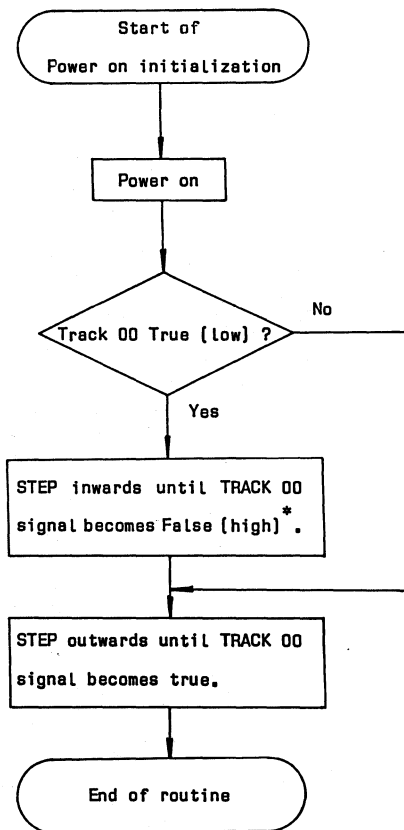 Start of
Power on initialization
Power on
Track 00 True (low) ?
No
Yes
STEP inwards until TRACK 00
signal becomes False (high)*.
STEP outwards until TRACK 00
signal becomes true.
End of routine